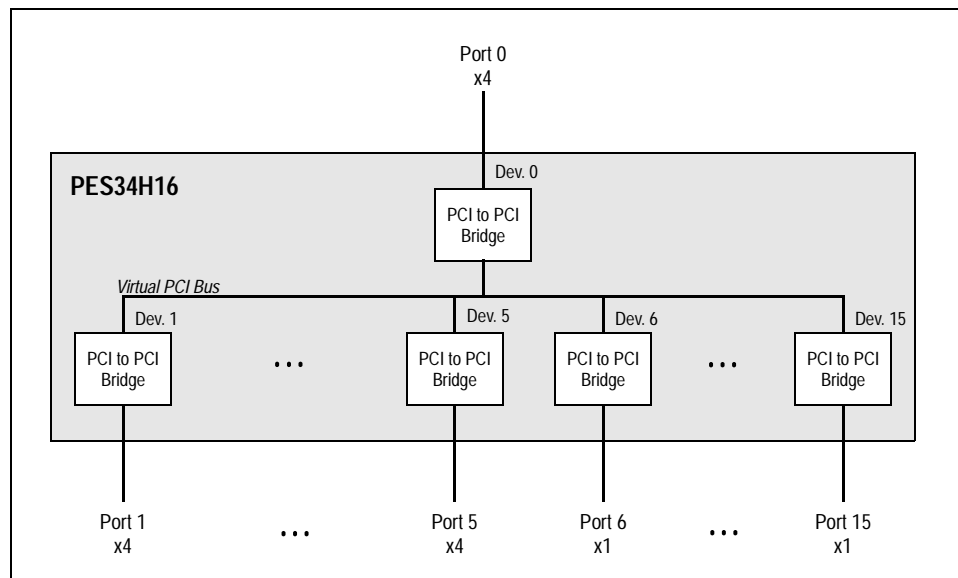 Port 0
x4
PES34H16
Dev. 0
PCI to PCI
Bridge
Virtual PCI Bus
Dev. 1
Dev. 5
Dev. 6
Dev. 15
PCI to PCI
Bridge
• • •
PCI to PCI
Bridge
PCI to PCI
Bridge
• • •
PCI to PCI
Bridge
Port 1
x4
• • •
Port 5
x4
Port 6
x1
• • •
Port 15
x1